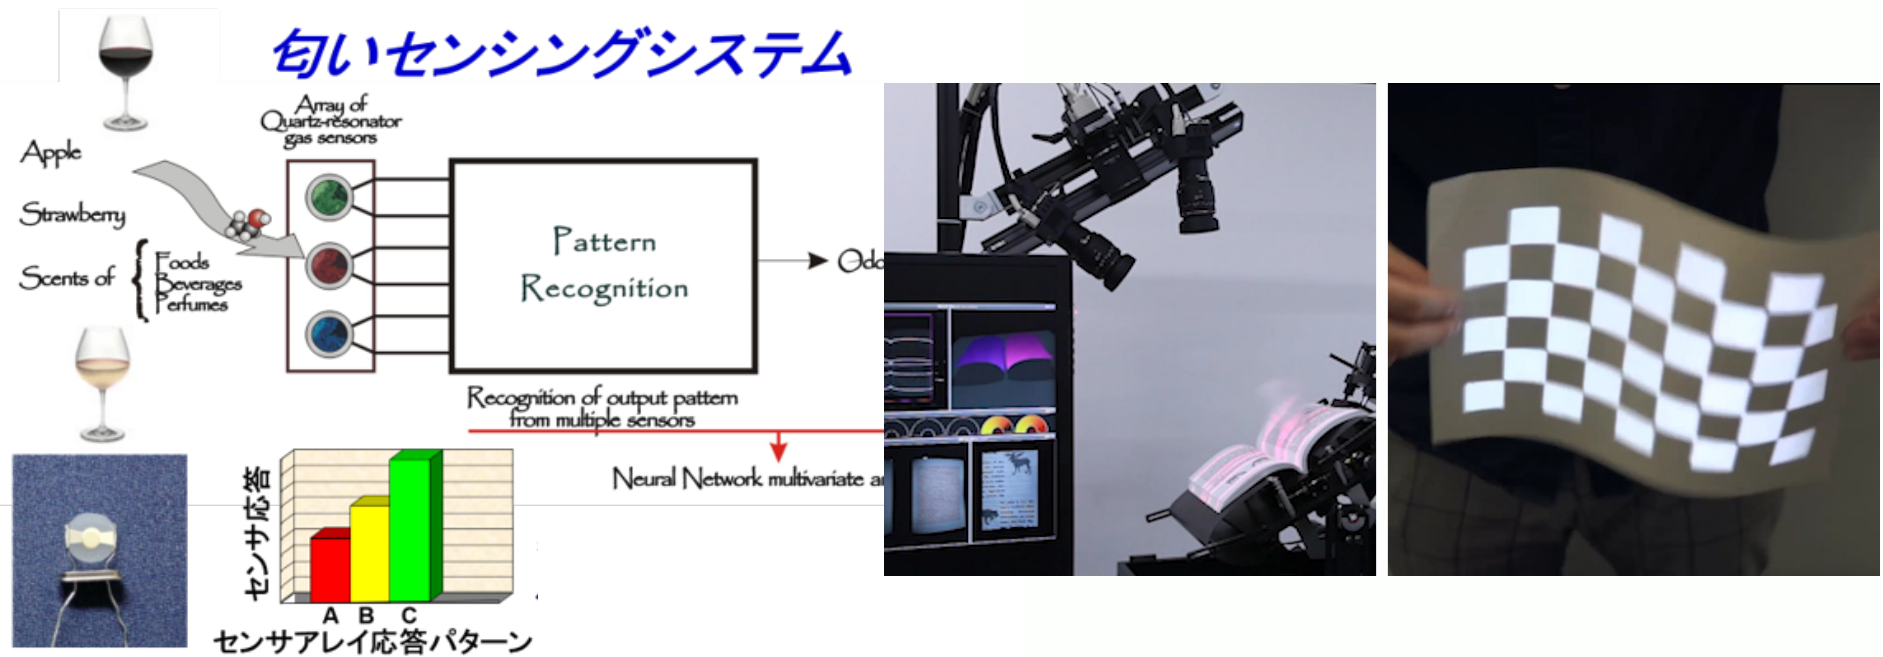 匂いセンシングシステム
Array of
Quartz-resonator
gas sensors
Apple
Strawberry
Scents of
Foods
Beverages
Perfumes
Pattern
Recognition
Recognition of output pattern
from multiple sensors
Neural Network multivariate
センサ応答
A B C
センサアレイ応答パターン